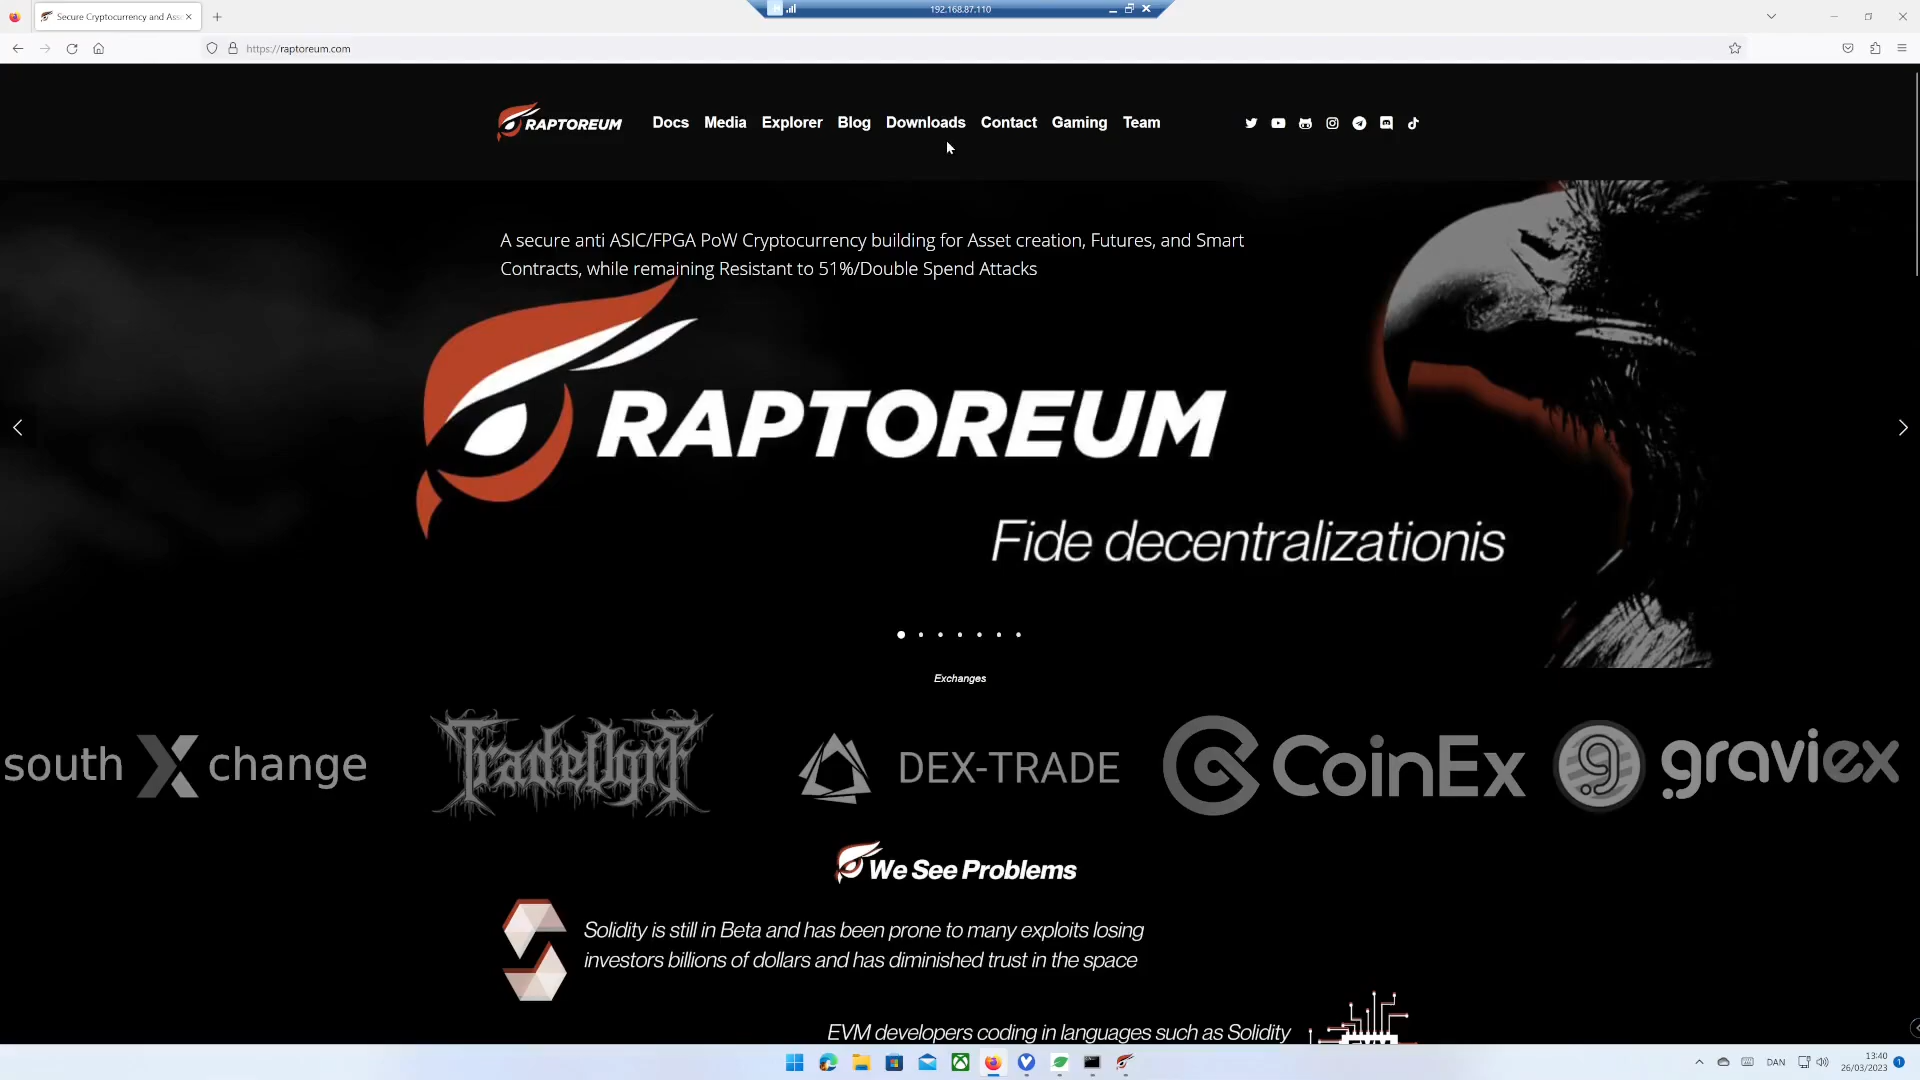 192.168.87.110
Secure Cryptocurrency and Ass
https://raptoreum.com
RAPTOREUM
Docs Media Explorer Blog Downloads Contact Gaming Team
A secure anti ASIC/FPGA PoW Cryptocurrency building for Asset creation, Futures, and Smart
Contracts, while remaining Resistant to 51%/Double Spend Attacks
RAPTOREUM
Fide decentralizationis
Exchanges
south X change
TradeOgre
DEX-TRADE
CoinEx
graviex
We See Problems
Solidity is still in Beta and has been prone to many exploits losing
investors billions of dollars and has diminished trust in the space
EVM developers coding in languages such as Solidity
EVM
DAN
13:40
26/03/2023
1